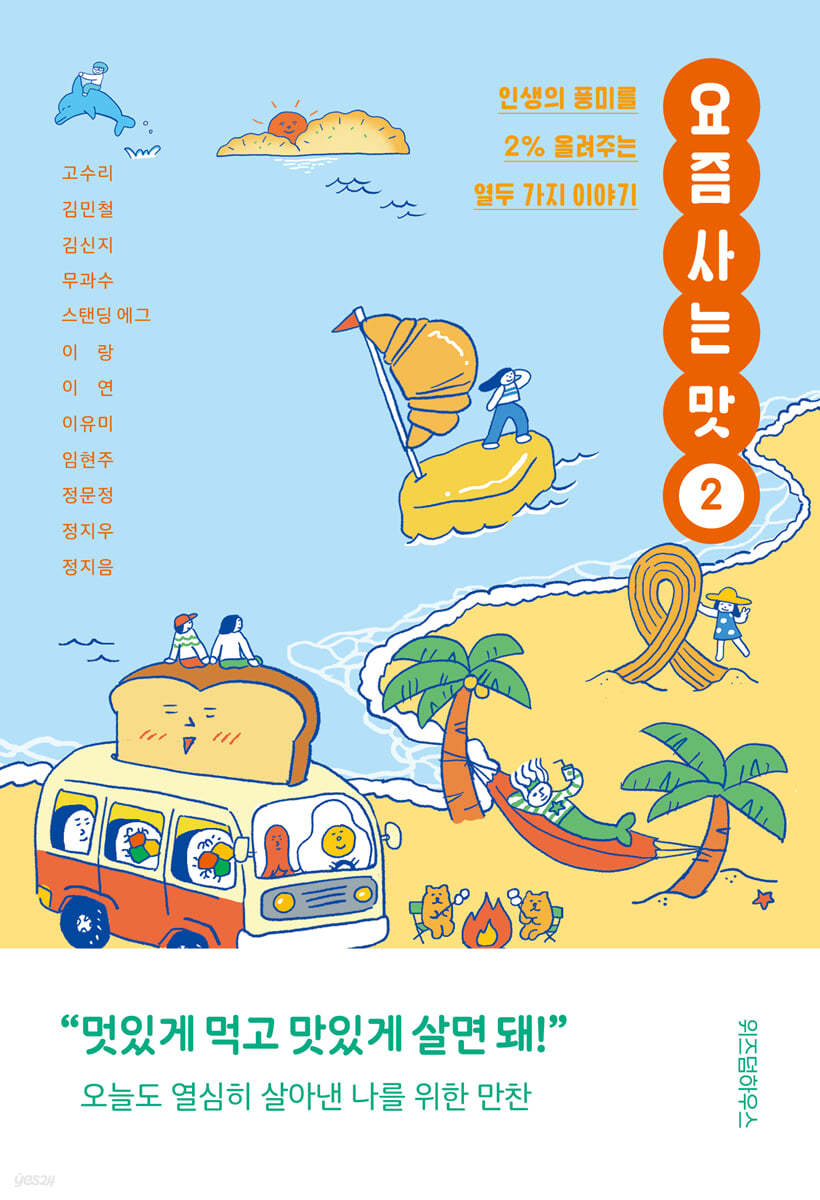 요즘 사는 맛
2
인생의 풍미를
2% 올려주는
열두 가지 이야기
고수리
김민철
김신지
무과수
스탠딩 에그
이 랑
이 연
이유미
임현주
정문정
정지우
정지음
“멋있게 먹고 맛있게 살면 돼!”
오늘도 열심히 살아낸 나를 위한 만찬
위즈덤하우스
yes24